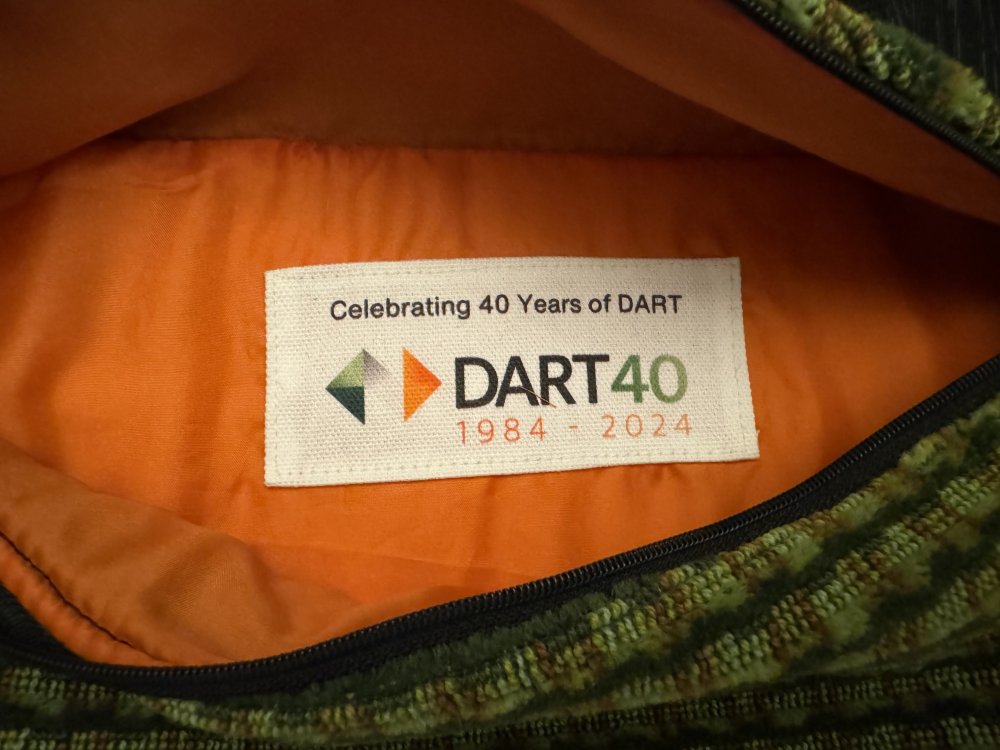 Celebrating 40 Years of DART
DART40
1984 - 2024